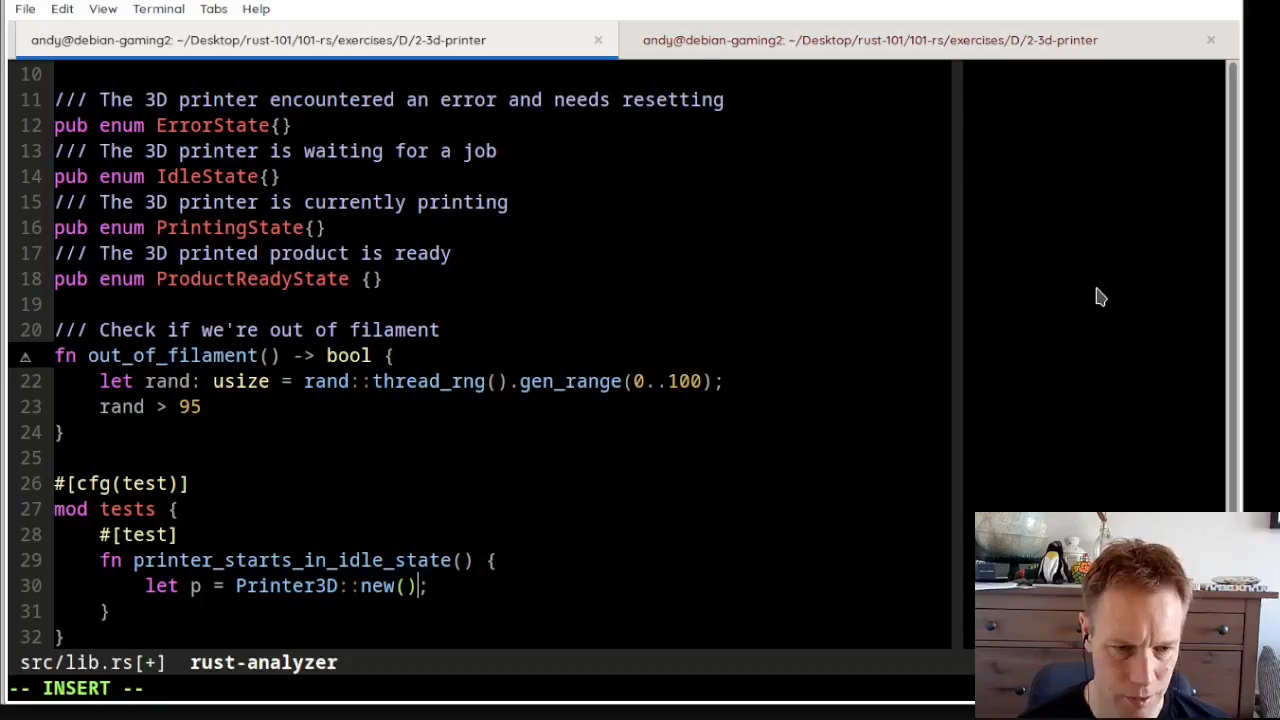 File Edit View Terminal Tabs Help
andy@debian-gaming2: ~/Desktop/rust-101/101-rs/exercises/D/2-3d-printer × andy@debian-gaming2: ~/Desktop/rust-101/101-rs/exercises/D/2-3d-printer ×
10
11 /// The 3D printer encountered an error and needs resetting
12 pub enum ErrorState{}
13 /// The 3D printer is waiting for a job
14 pub enum IdleState{}
15 /// The 3D printer is currently printing
16 pub enum PrintingState{}
17 /// The 3D printed product is ready
18 pub enum ProductReadyState {}
19
20 /// Check if we're out of filament
⚠ fn out_of_filament() -> bool {
22 let rand: usize = rand::thread_rng().gen_range(0..100);
23 rand > 95
24 }
25
26 #[cfg(test)]
27 mod tests {
28 #[test]
29 fn printer_starts_in_idle_state() {
30 let p = Printer3D::new();
31 }
32 }
src/lib.rs[+] rust-analyzer
-- INSERT --